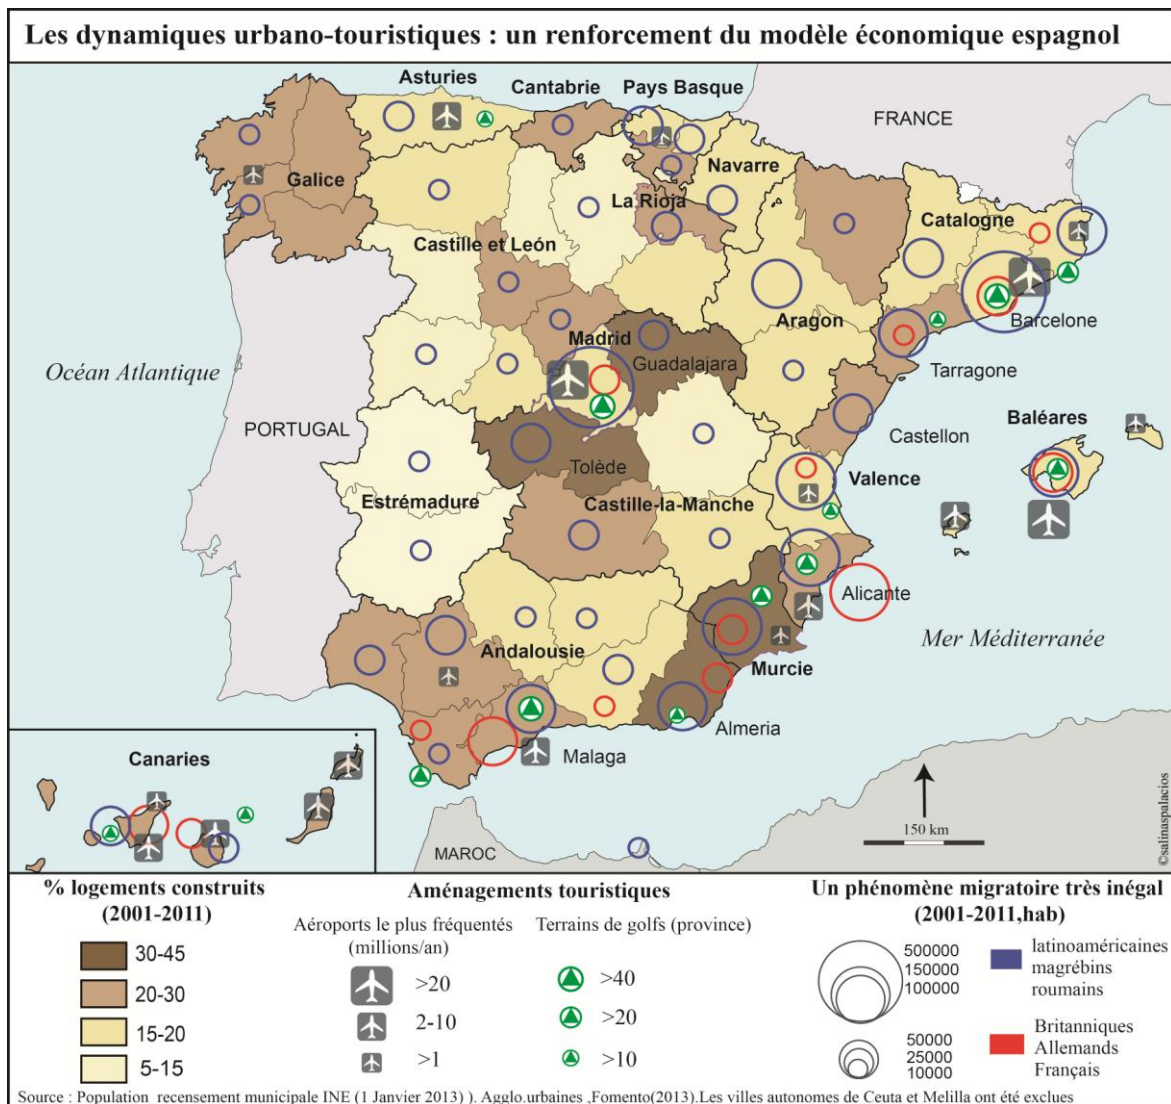 Les dynamiques urbano-touristiques : un renforcement du modèle économique espagnol
Asturies
Cantabrie
Pays Basque
FRANCE
Galice
Navarre
La Rioja
Catalogne
Castille et León
Aragon
Barcelone
Madrid
Guadalajara
Océan Atlantique
Tarragone
PORTUGAL
Castellon
Baléares
Tolède
Valence
Estrémadure
Castille-la-Manche
Alicante
Mer Méditerranée
Andalousie
Murcie
Almeria
Malaga
Canaries
150 km
MAROC
©salinaspalacios
% logements construits
(2001-2011)
30-45
20-30
15-20
5-15
Aménagements touristiques
Aéroports le plus fréquentés
(millions/an)
>20
2-10
>1
Terrains de golfs (province)
>40
>20
>10
Un phénomène migratoire très inégal
(2001-2011,hab)
500000
150000
100000
latinoaméricaines
magrébins
roumains
50000
25000
10000
Britanniques
Allemands
Français
Source : Population recensement municipale INE (1 Janvier 2013) ). Agglo.urbaines ,Fomento(2013).Les villes autonomes de Ceuta et Melilla ont été exclues